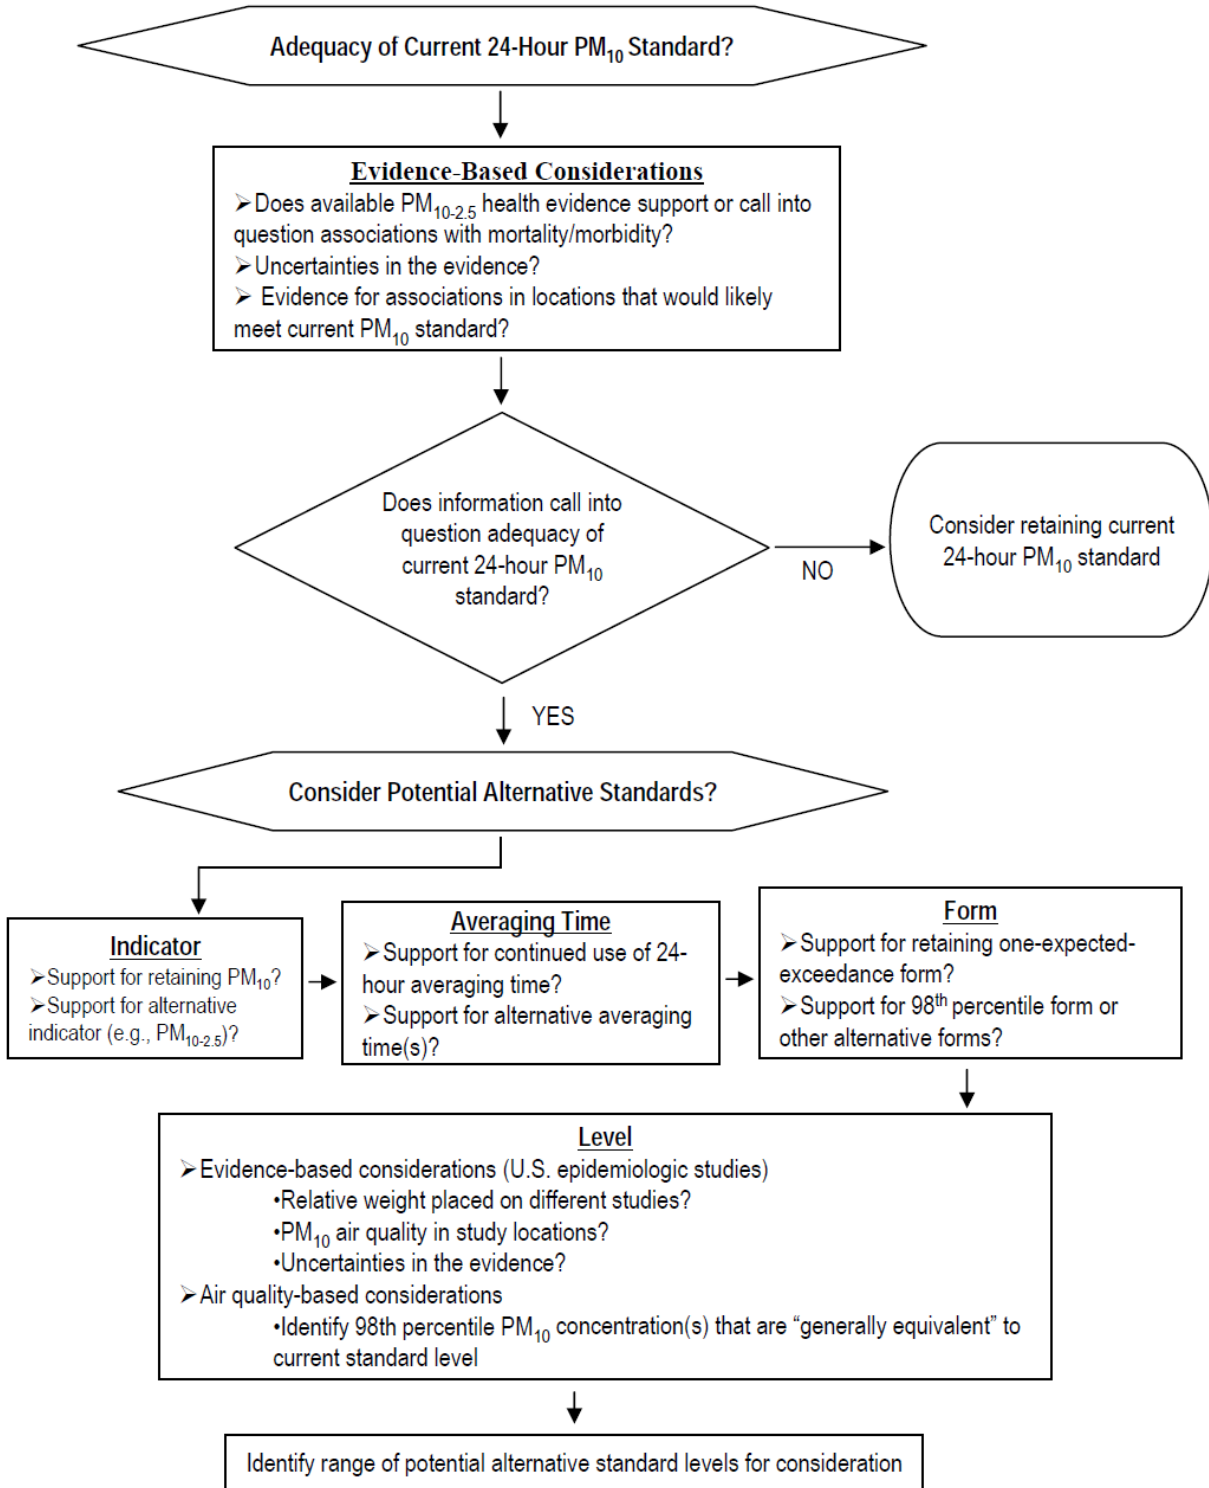 Adequacy of Current 24-Hour PM10 Standard?
Evidence-Based Considerations
➢Does available PM10-2.5 health evidence support or call into
question associations with mortality/morbidity?
➢Uncertainties in the evidence?
➢ Evidence for associations in locations that would likely
meet current PM10 standard?
Does information call into
question adequacy of
current 24-hour PM10
standard?
NO
Consider retaining current
24-hour PM10 standard
YES
Consider Potential Alternative Standards?
Indicator
➢Support for retaining PM10?
➢Support for alternative
indicator (e.g., PM10-2.5)?
Averaging Time
➢Support for continued use of 24-
hour averaging time?
➢Support for alternative averaging
time(s)?
Form
➢Support for retaining one-expected-
exceedance form?
➢Support for 98th percentile form or
other alternative forms?
Level
➢Evidence-based considerations (U.S. epidemiologic studies)
•Relative weight placed on different studies?
•PM10 air quality in study locations?
•Uncertainties in the evidence?
➢Air quality-based considerations
•Identify 98th percentile PM10 concentration(s) that are “generally equivalent” to
current standard level
Identify range of potential alternative standard levels for consideration